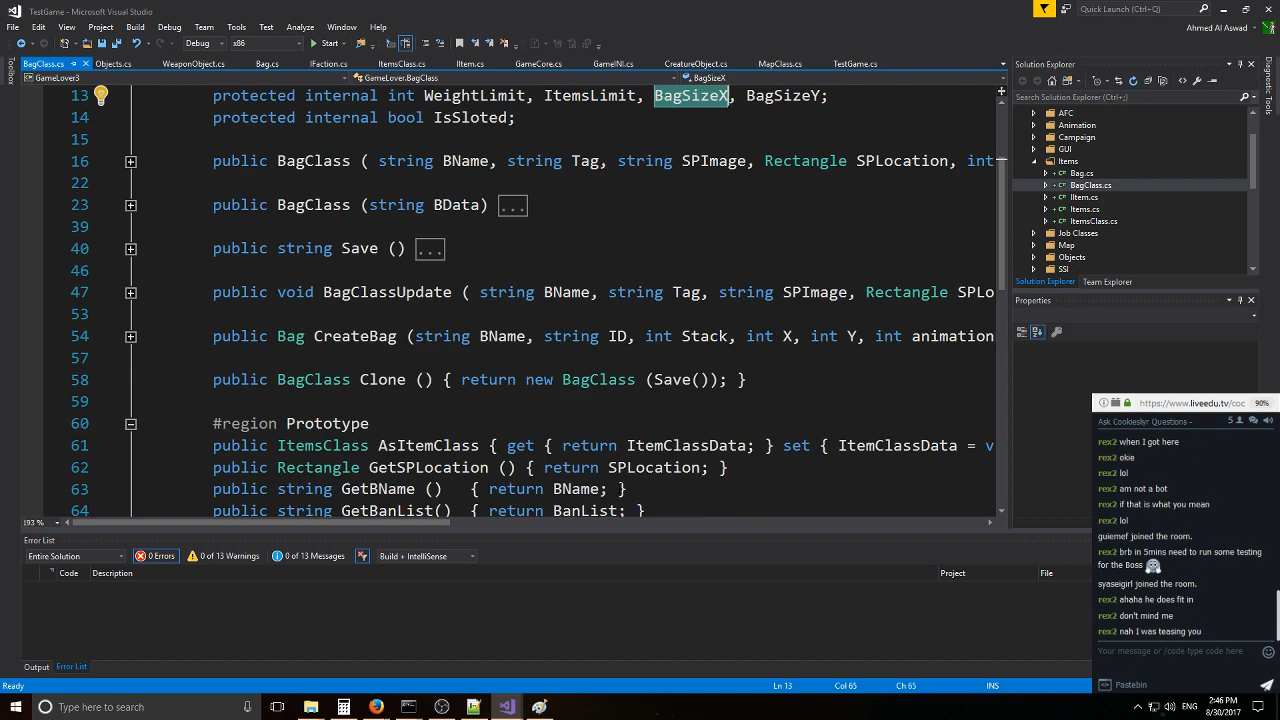 TestGame - Microsoft Visual Studio
Quick Launch (Ctrl+Q)
File Edit View Project Build Debug Team Tools Test Analyze Window Help
Ahmed Al Aswad
Debug x86 Start
BagClass.cs Objects.cs WeaponObject.cs Bag.cs IFaction.cs ItemsClass.cs IItem.cs GameCore.cs GameINI.cs CreatureObject.cs MapClass.cs TestGame.cs
GameLover3 GameLover.BagClass BagSizeX
Toolbox
Diagnostic Tools
13 protected internal int WeightLimit, ItemsLimit, BagSizeX, BagSizeY;
14 protected internal bool IsSloted;
15
16 public BagClass ( string BName, string Tag, string SPImage, Rectangle SPLocation, int
22
23 public BagClass (string BData) ...
39
40 public string Save () ...
46
47 public void BagClassUpdate ( string BName, string Tag, string SPImage, Rectangle SPLo
53
54 public Bag CreateBag (string BName, string ID, int Stack, int X, int Y, int animation
57
58 public BagClass Clone () { return new BagClass (Save()); }
59
60 #region Prototype
61 public ItemsClass AsItemClass { get { return ItemClassData; } set { ItemClassData = v
62 public Rectangle GetSPLocation () { return SPLocation; }
63 public string GetBName () { return BName; }
64 public string GetBanList() { return BanList; }
193 %
Solution Explorer
Search Solution Explorer (Ctrl+;)
AFC
Animation
Campaign
GUI
Items
Bag.cs
BagClass.cs
IItem.cs
Items.cs
ItemsClass.cs
Job Classes
Map
Objects
SSI
Solution Explorer Team Explorer
Properties
Error List
Entire Solution 0 Errors 0 of 13 Warnings 0 of 13 Messages Build + IntelliSense
Code Description Project File
Output Error List
Ready Ln 13 Col 65 Ch 65 INS
https://www.liveedu.tv/coc 90%
Ask Cookiesliyr Questions - 5
rex2 when I got here
rex2 okie
rex2 lol
rex2 am not a bot
rex2 if that is what you mean
rex2 lol
guiemef joined the room.
rex2 brb in 5mins need to run some testing
for the Boss
syaseigirl joined the room.
rex2 ahaha he does fit in
rex2 don't mind me
rex2 nah I was teasing you
Your message or /code type code here
Pastebin
Type here to search
ENG
2:46 PM
8/30/2017